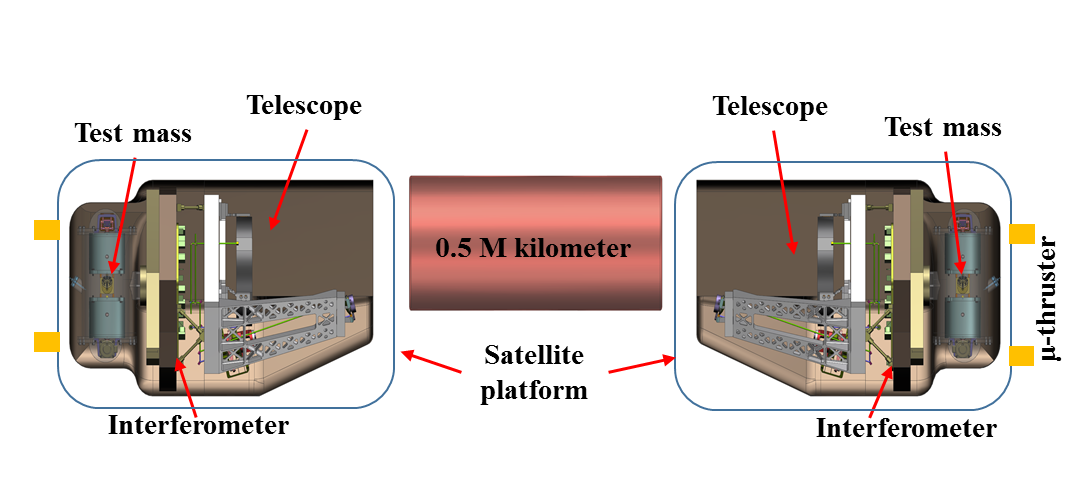 Telescope
Telescope
Test mass
Test mass
0.5 M kilometer
μ-thruster
Satellite
platform
Interferometer
Interferometer